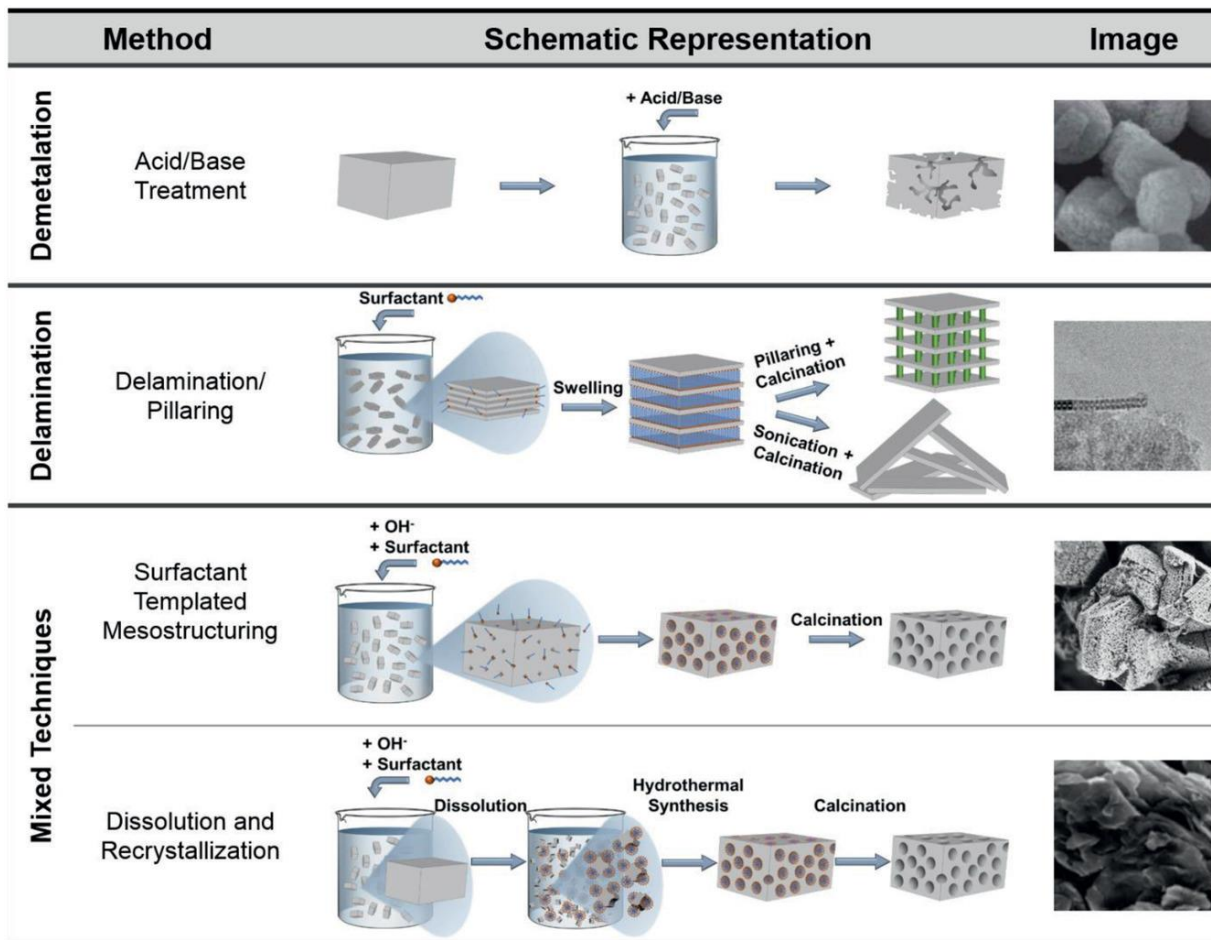 Method
Schematic Representation
Image
Demetalation
Acid/Base
Treatment
+ Acid/Base
Delamination
Delamination/
Pillaring
Surfactant
Swelling
Pillaring +
Calcination
Sonication +
Calcination
Mixed Techniques
Surfactant
Templated
Mesostructuring
+ OH-
+ Surfactant
Calcination
Dissolution and
Recrystallization
+ OH-
+ Surfactant
Dissolution
Hydrothermal
Synthesis
Calcination